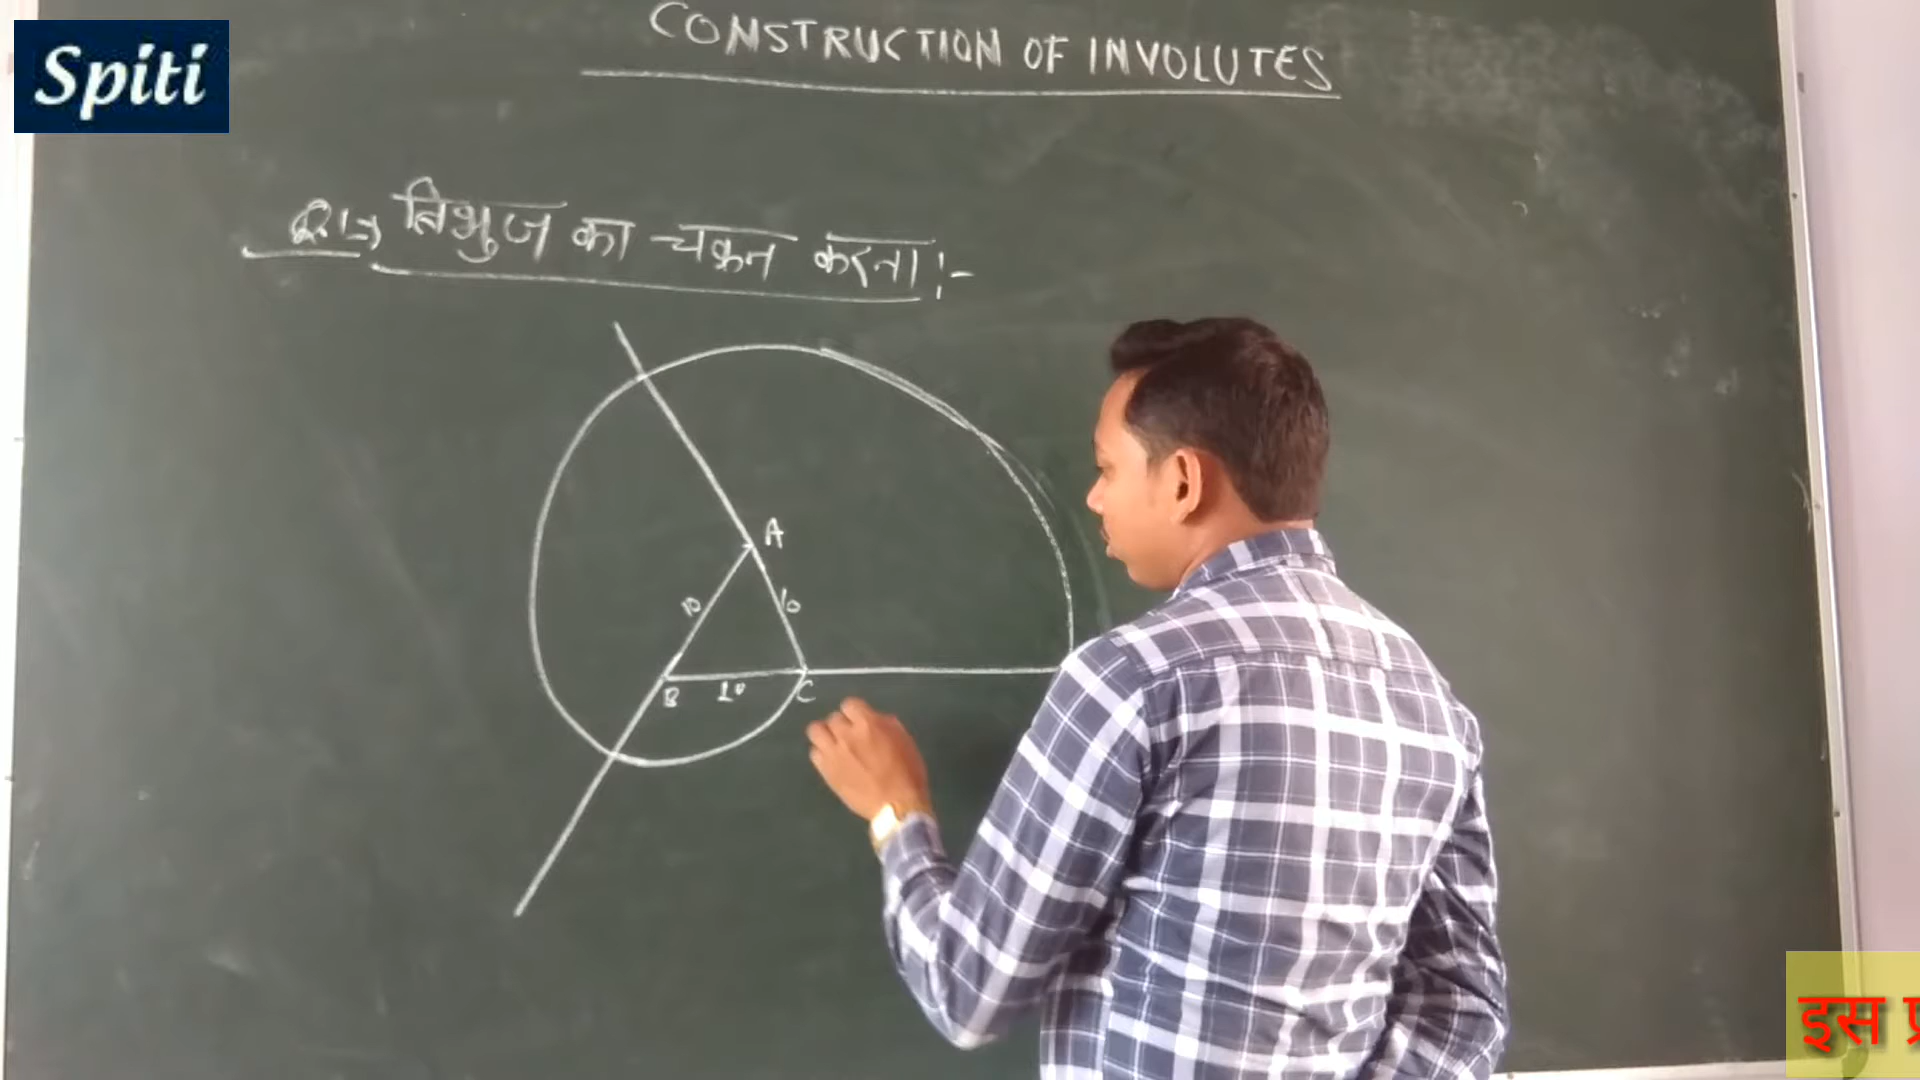 Spiti
CONSTRUCTION OF INVOLUTES
त्रिभुज का चक्रन करना :-
A
10 10
B 10 C
इस